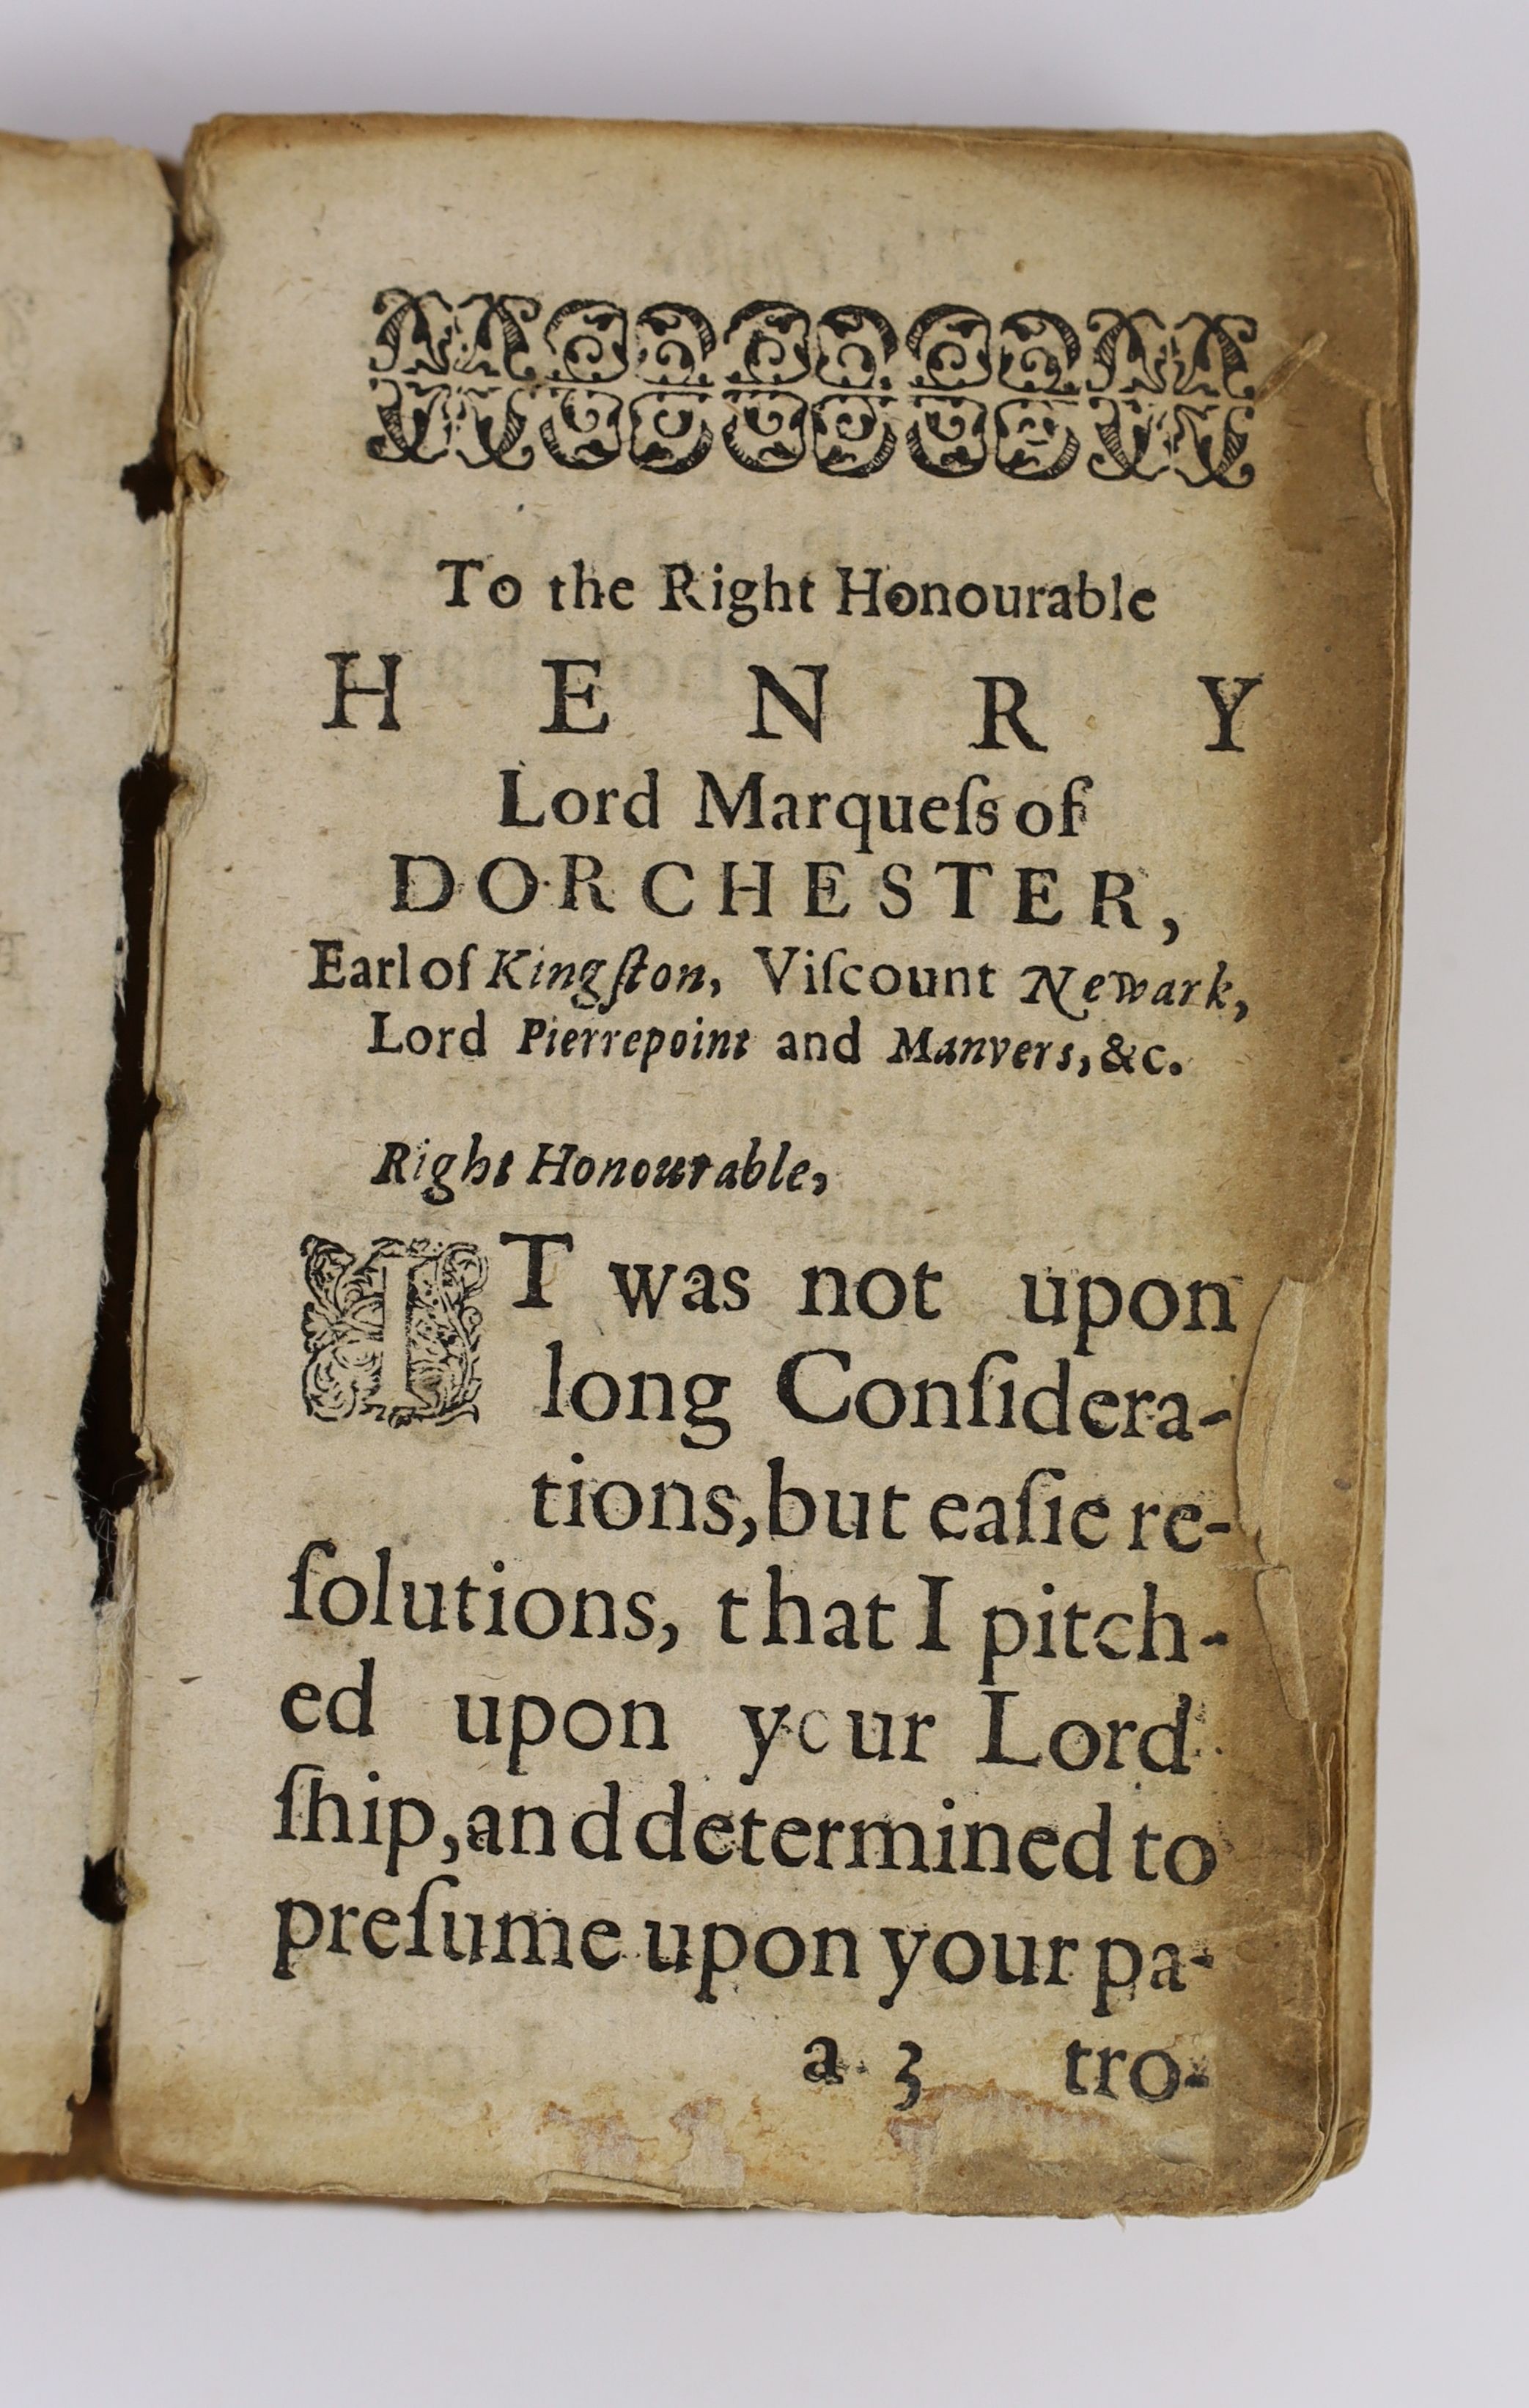 To the Right Honourable
HENRY
Lord Marqueſs of
DORCHESTER,
Earl of Kingſton, Viſcount Newark,
Lord Pierrepoint and Manvers, &c.
Right Honourable,
IT was not upon
long Conſidera-
tions, but eaſie re-
ſolutions, that I pitch-
ed upon your Lord
ſhip, and determined to
preſume upon your pa-
a 3 tro-